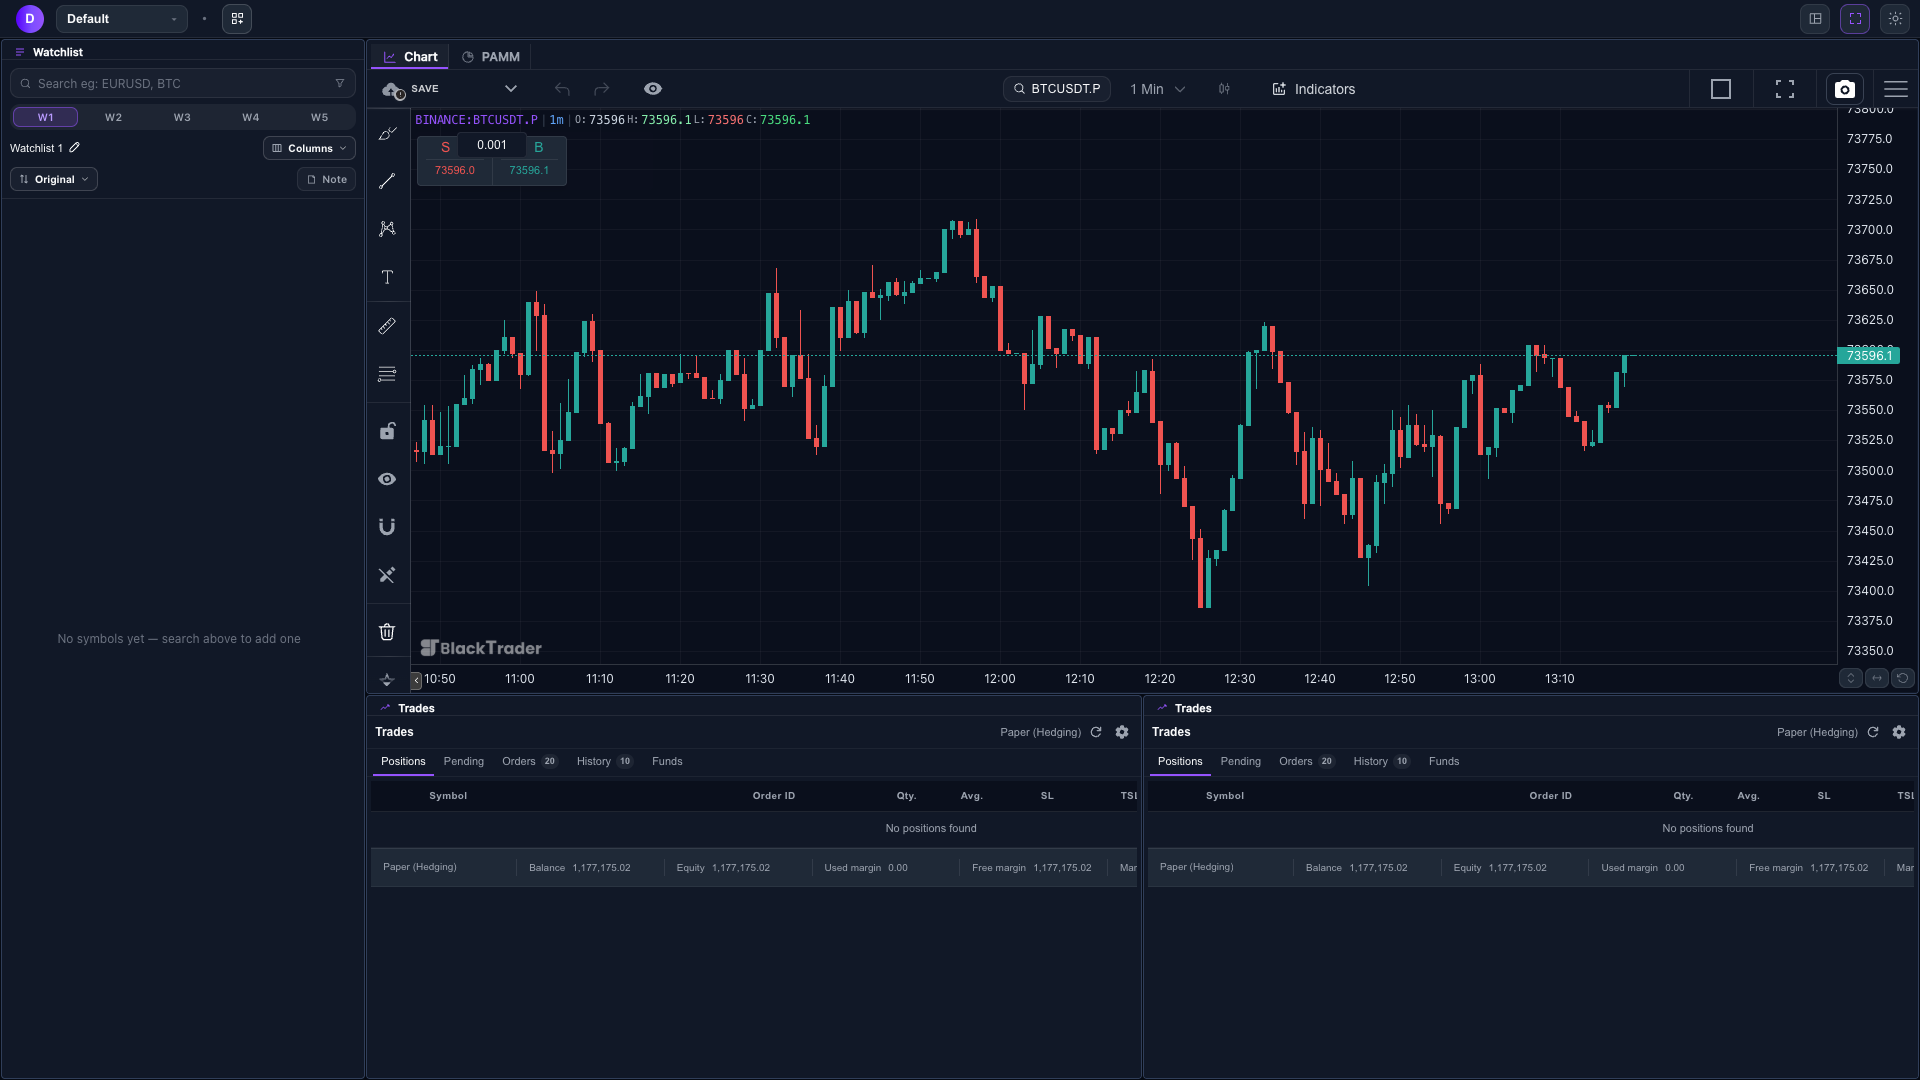 D Default
Watchlist
Search eg: EURUSD, BTC
W1 W2 W3 W4 W5
Watchlist 1
Columns
Original
Note
No symbols yet — search above to add one
Chart PAMM
SAVE
BTCUSDT.P 1 Min Indicators
BINANCE:BTCUSDT.P 1m O: 73596 H: 73596.1 L: 73596 C: 73596.1
S 0.001 B
73596.0 73596.1
73775.0
73750.0
73725.0
73700.0
73675.0
73650.0
73625.0
73596.1
73575.0
73550.0
73525.0
73500.0
73475.0
73450.0
73425.0
73400.0
73375.0
73350.0
BlackTrader
10:50 11:00 11:10 11:20 11:30 11:40 11:50 12:00 12:10 12:20 12:30 12:40 12:50 13:00 13:10
Trades
Trades
Paper (Hedging)
Positions Pending Orders 20 History 10 Funds
Symbol Order ID Qty. Avg. SL TSL
No positions found
Paper (Hedging) Balance 1,177,175.02 Equity 1,177,175.02 Used margin 0.00 Free margin 1,177,175.02 Mar
Trades
Trades
Paper (Hedging)
Positions Pending Orders 20 History 10 Funds
Symbol Order ID Qty. Avg. SL TSL
No positions found
Paper (Hedging) Balance 1,177,175.02 Equity 1,177,175.02 Used margin 0.00 Free margin 1,177,175.02 Mar